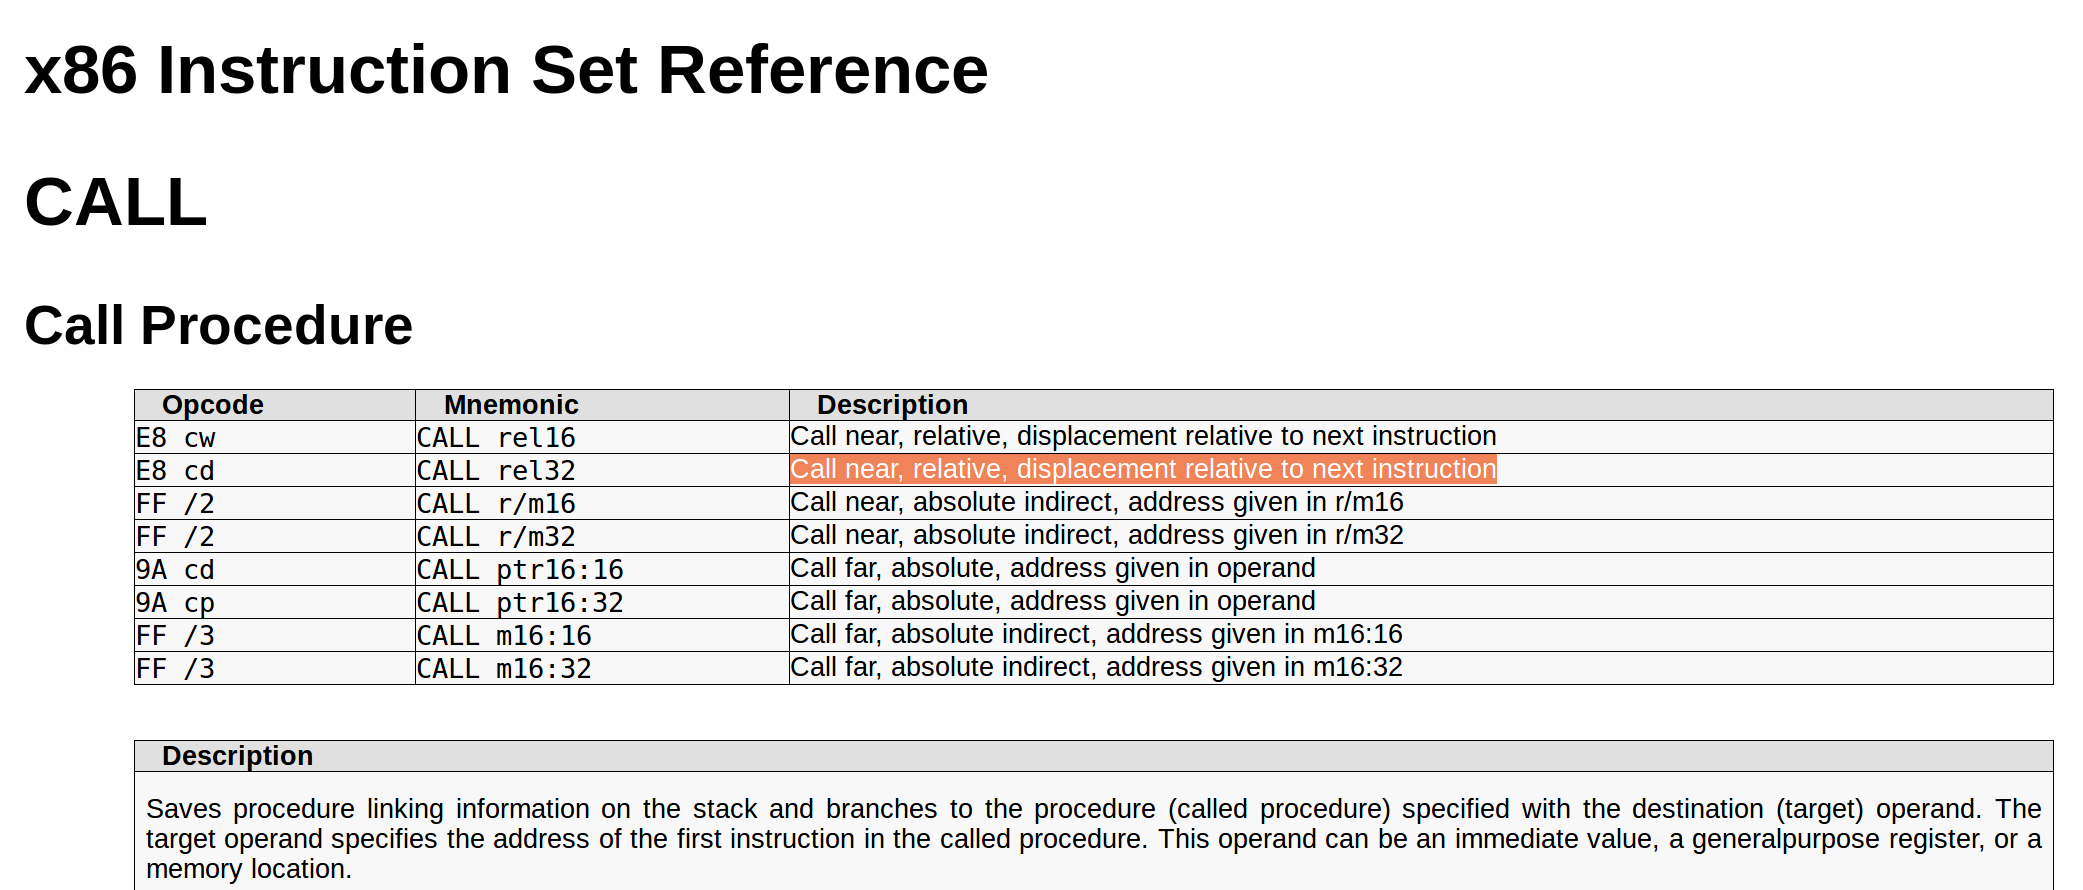 x86 Instruction Set Reference
CALL
Call Procedure
Opcode Mnemonic Description
E8 cw CALL rel16 Call near, relative, displacement relative to next instruction
E8 cd CALL rel32 Call near, relative, displacement relative to next instruction
FF /2 CALL r/m16 Call near, absolute indirect, address given in r/m16
FF /2 CALL r/m32 Call near, absolute indirect, address given in r/m32
9A cd CALL ptr16:16 Call far, absolute, address given in operand
9A cp CALL ptr16:32 Call far, absolute, address given in operand
FF /3 CALL m16:16 Call far, absolute indirect, address given in m16:16
FF /3 CALL m16:32 Call far, absolute indirect, address given in m16:32
Description
Saves procedure linking information on the stack and branches to the procedure (called procedure) specified with the destination (target) operand. The
target operand specifies the address of the first instruction in the called procedure. This operand can be an immediate value, a generalpurpose register, or a
memory location.